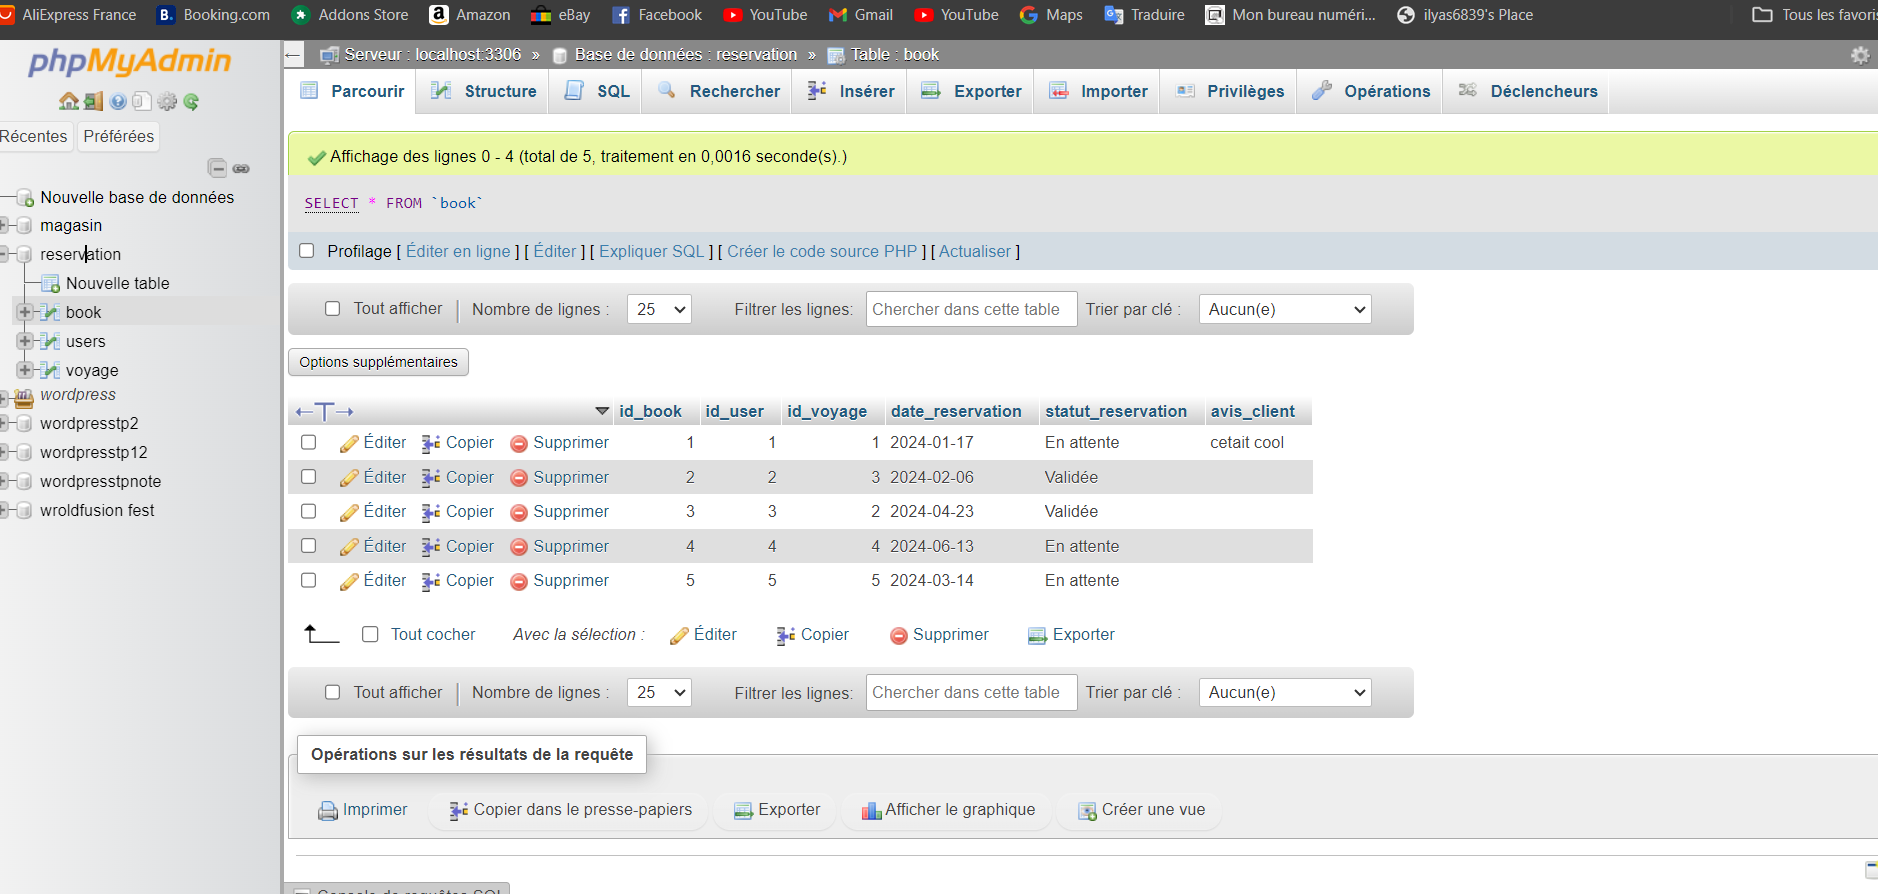 AliExpress France Booking.com Addons Store Amazon eBay Facebook YouTube Gmail YouTube Maps Traduire Mon bureau numéri... ilyas6839's Place Tous les favoris
phpMyAdmin
Récentes Préférées
Nouvelle base de données
magasin
reservation
Nouvelle table
book
users
voyage
wordpress
wordpresstp2
wordpresstp12
wordpresstpnote
wroldfusion fest
Serveur : localhost:3306 » Base de données : reservation » Table : book
Parcourir Structure SQL Rechercher Insérer Exporter Importer Privilèges Opérations Déclencheurs
Affichage des lignes 0 - 4 (total de 5, traitement en 0,0016 seconde(s).)
SELECT * FROM `book`
Profilage [ Éditer en ligne ] [ Éditer ] [ Expliquer SQL ] [ Créer le code source PHP ] [ Actualiser ]
Tout afficher Nombre de lignes : 25 Filtrer les lignes: Chercher dans cette table Trier par clé : Aucun(e)
Options supplémentaires
←T→ id_book id_user id_voyage date_reservation statut_reservation avis_client
Éditer Copier Supprimer 1 1 1 2024-01-17 En attente cetait cool
Éditer Copier Supprimer 2 2 3 2024-02-06 Validée
Éditer Copier Supprimer 3 3 2 2024-04-23 Validée
Éditer Copier Supprimer 4 4 4 2024-06-13 En attente
Éditer Copier Supprimer 5 5 5 2024-03-14 En attente
Tout cocher Avec la sélection : Éditer Copier Supprimer Exporter
Tout afficher Nombre de lignes : 25 Filtrer les lignes: Chercher dans cette table Trier par clé : Aucun(e)
Opérations sur les résultats de la requête
Imprimer Copier dans le presse-papiers Exporter Afficher le graphique Créer une vue
Console de requêtes SQL